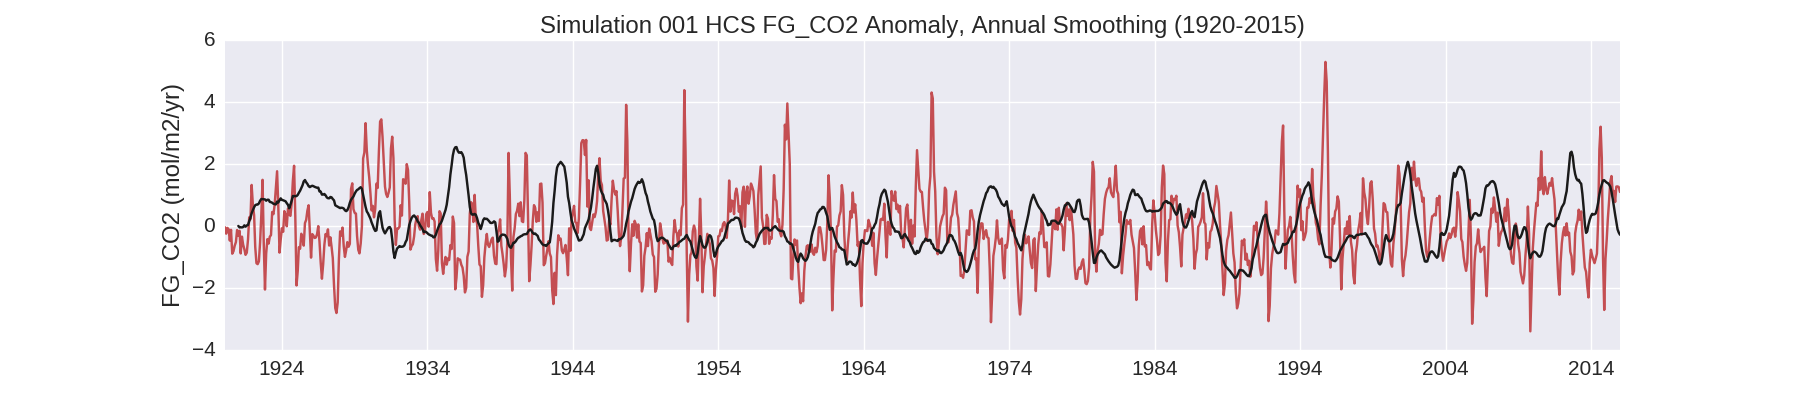 Simulation 001 HCS FG_CO2 Anomaly, Annual Smoothing (1920-2015)
FG_CO2 (mol/m2/yr)
6
4
2
0
−2
−4
1924 1934 1944 1954 1964 1974 1984 1994 2004 2014